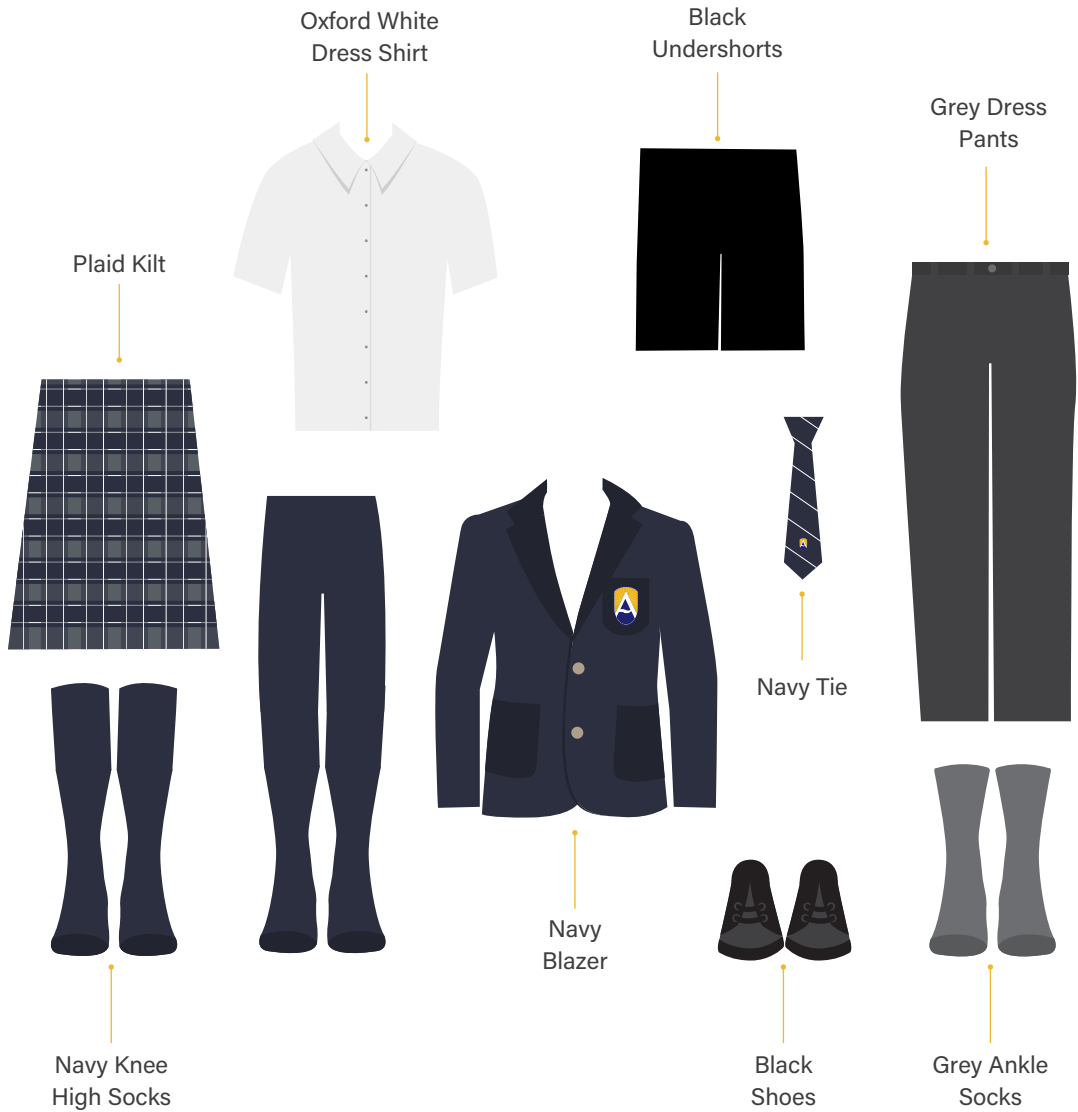 Oxford White
Dress Shirt
Black
Undershorts
Grey Dress
Pants
Plaid Kilt
Navy Tie
Navy
Blazer
Navy Knee
High Socks
Black
Shoes
Grey Ankle
Socks